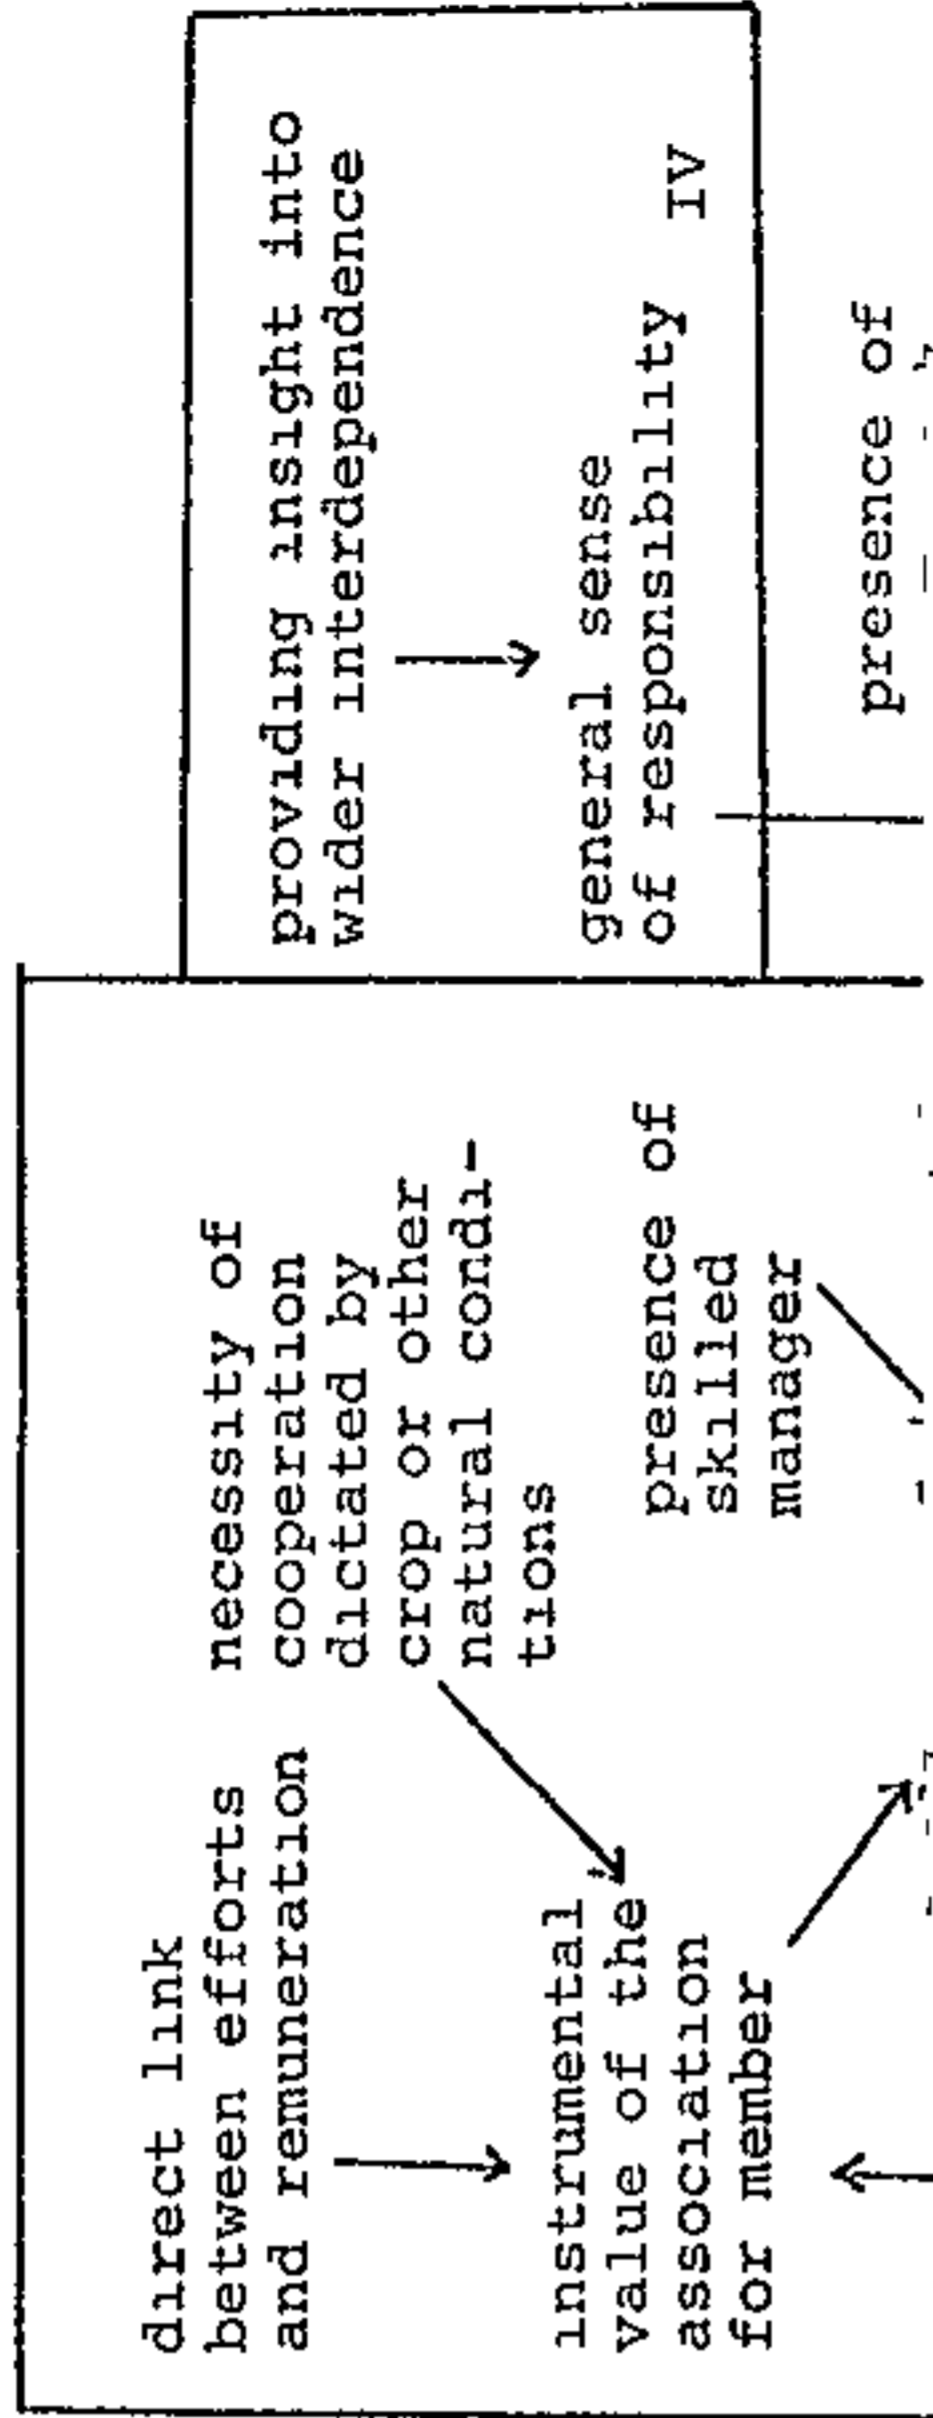 direct link
between efforts
and remuneration
necessity of
cooperation
dictated by
crop or other
natural condi-
tions
instrumental
value of the
association
for member
presence of
skilled
manager
providing insight into
wider interdependence
general sense
of responsibility IV
presence of